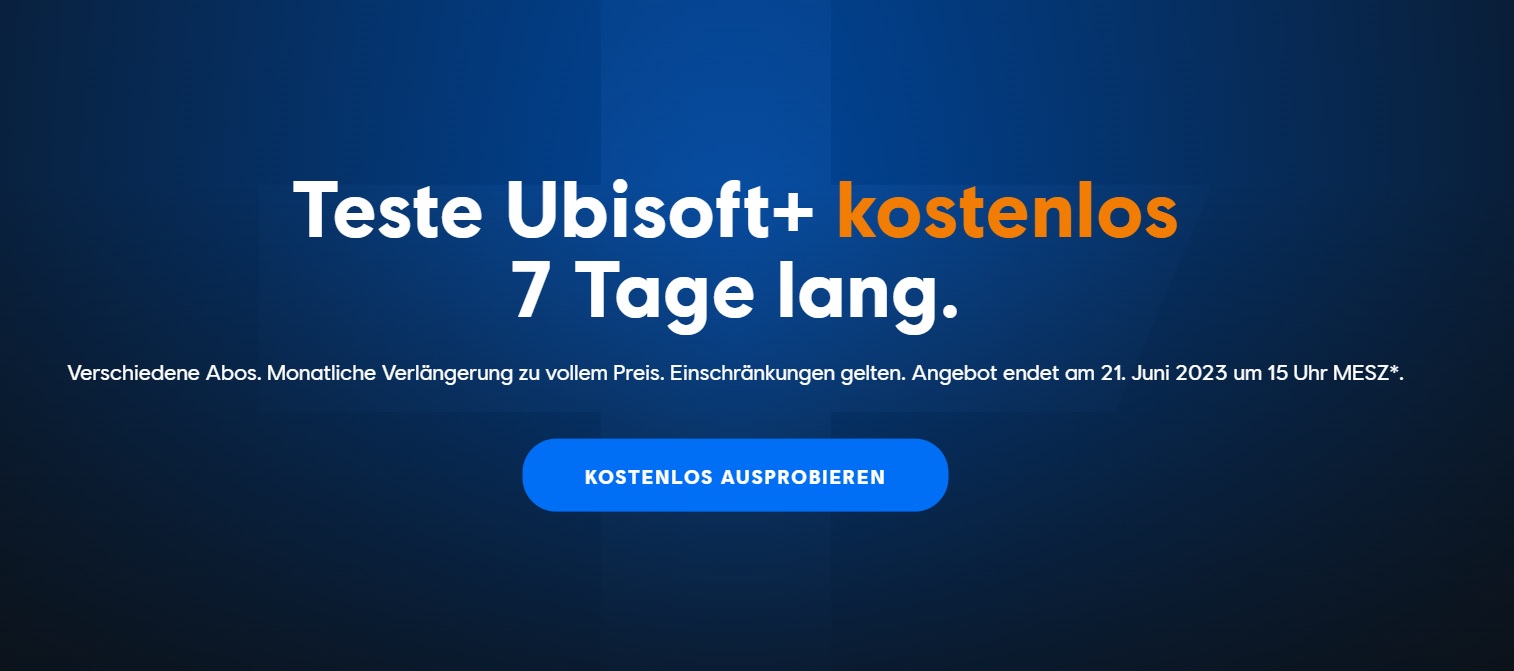 Teste Ubisoft+ kostenlos
7 Tage lang.
Verschiedene Abos. Monatliche Verlängerung zu vollem Preis. Einschränkungen gelten. Angebot endet am 21. Juni 2023 um 15 Uhr MESZ*.
KOSTENLOS AUSPROBIEREN